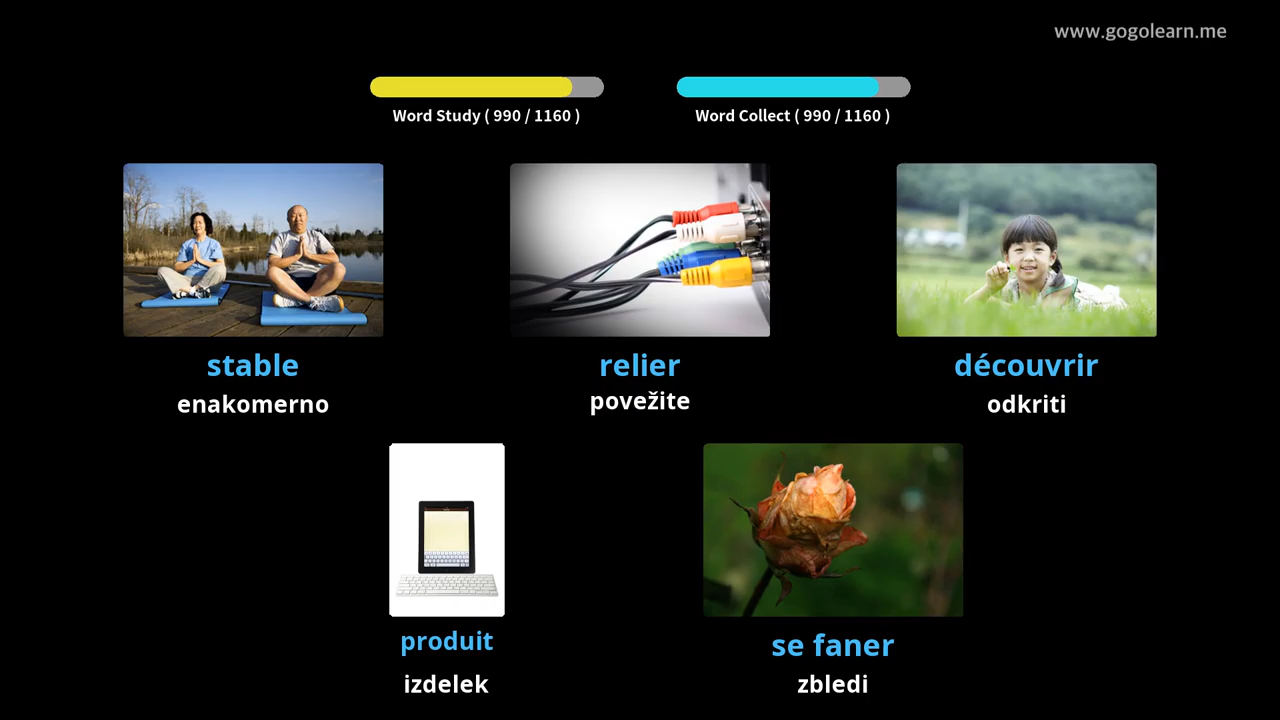 www.gogolearn.me
Word Study ( 990 / 1160 )
Word Collect ( 990 / 1160 )
stable
enakomerno
relier
povežite
découvrir
odkriti
produit
izdelek
se faner
zbledi